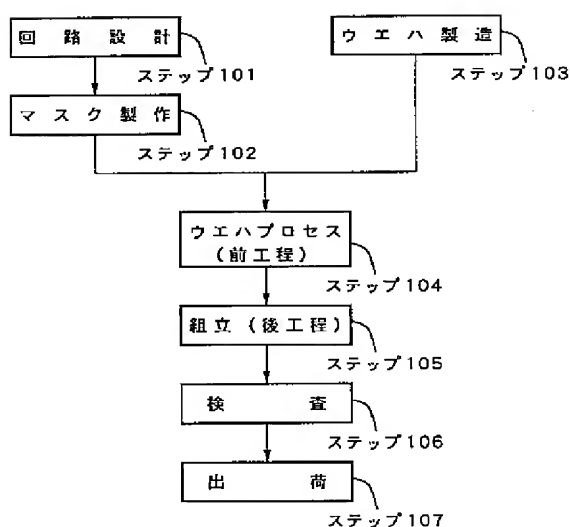 回路設計
ステップ101
ウエハ製造
ステップ103
マスク製作
ステップ102
ウエハプロセス
(前工程)
ステップ104
組立(後工程)
ステップ105
検査
ステップ106
出荷
ステップ107